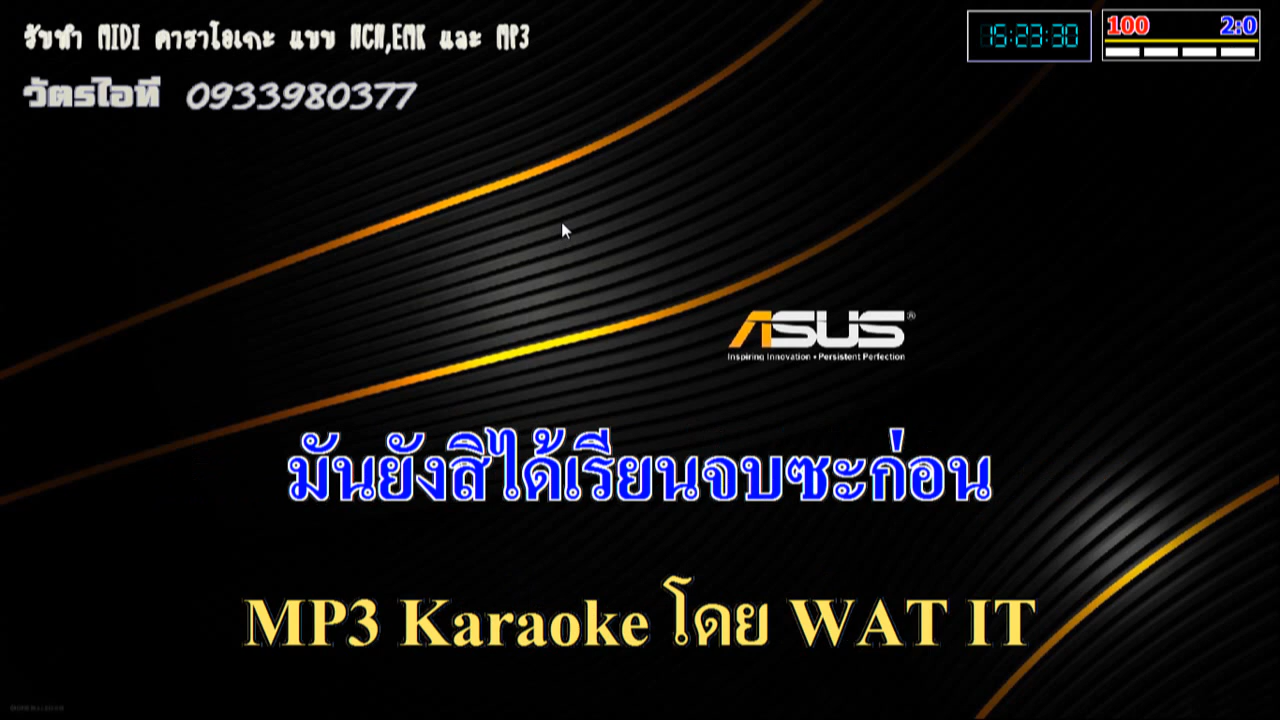 รับทำ MIDI คาราโอเกะ แบบ NCN,EMK และ MP3
15:23:30
100 2:0
วัตรไอที 0933980377
ASUS®
Inspiring Innovation • Persistent Perfection
มันยังสิได้เรียนจบซะก่อน
MP3 Karaoke โดย WAT IT